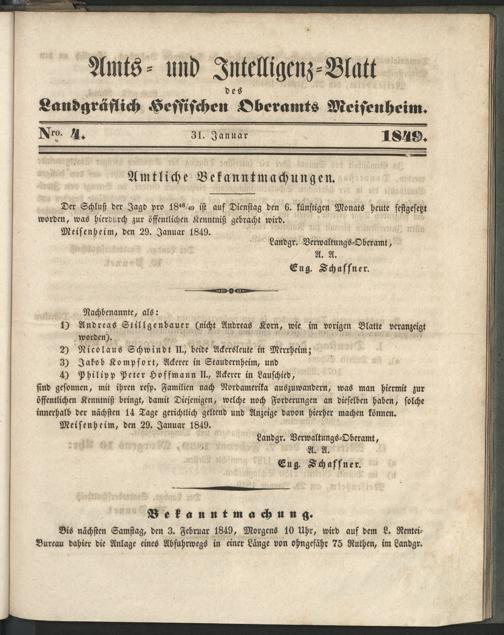 Amts- und Intelligenz-Blatt
des
Landgräflich Hessischen Oberamts Meisenheim.
Nro. 4. 31. Januar 1849.
Amtliche Bekanntmachungen.
Der Schluß der Jagd pro 1848/49 ist auf Dienstag den 6. künftigen Monats heute festgesetzt
worden, was hierdurch zur öffentlichen Kenntniß gebracht wird.
Meisenheim, den 29. Januar 1849.
Landgr. Verwaltungs-Oberamt,
A. A.
Eug. Schaffner.
Nachbenannte, als:
1) Andreas Stillgenbauer (nicht Andreas Korn, wie im vorigen Blatte veranzeigt
worden).
2) Nicolaus Schwindt II., beide Ackersleute in Merxheim;
3) Jakob Kompfort, Ackerer in Staudernheim, und
4) Philipp Peter Hoffmann II., Ackerer in Lauschied,
sind gesonnen, mit ihren resp. Familien nach Nordamerika auszuwandern, was man hiermit zur
öffentlichen Kenntniß bringt, damit Diejenigen, welche noch Forderungen an dieselben haben, solche
innerhalb der nächsten 14 Tage gerichtlich geltend und Anzeige davon hierher machen können.
Meisenheim, den 29. Januar 1849.
Landgr. Verwaltungs-Oberamt,
A. A.
Eug. Schaffner.
Bekanntmachung.
Bis nächsten Samstag, den 3. Februar 1849, Morgens 10 Uhr, wird auf dem L. Rentei-
Bureau dahier die Anlage eines Abfuhrwegs in einer Länge von ohngefähr 75 Ruthen, im Landgr.